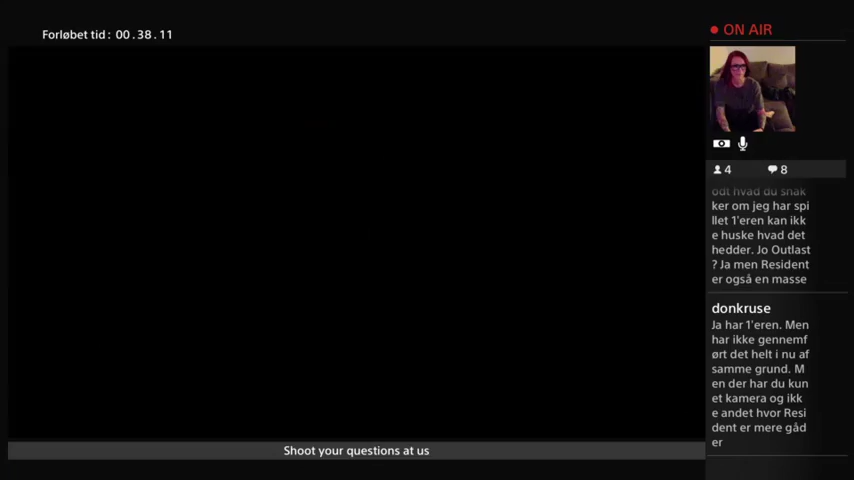 Forløbet tid: 00.38.11
ON AIR
4 8
odt hvad du snak
ker om jeg har spi
llet 1'eren kan ikk
e huske hvad det
hedder. Jo Outlast
? Ja men Resident
er også en masse
donkruse
Ja har 1'eren. Men
har ikke gennemf
ørt det helt i nu af
samme grund. M
en der har du kun
et kamera og ikk
e andet hvor Resi
dent er mere gåd
er
Shoot your questions at us